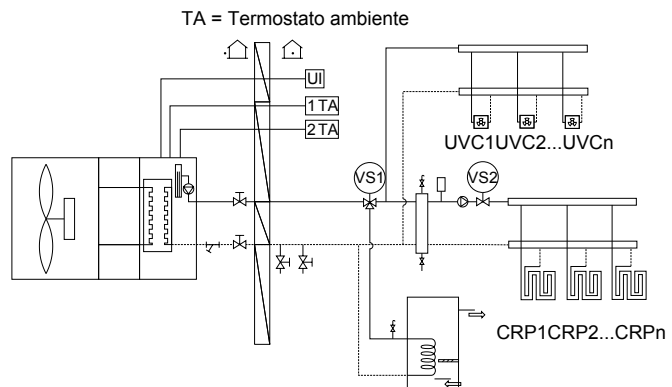 TA = Termostato ambiente
UI
1 TA
2 TA
UVC1UVC2...UVCn
VS1
VS2
CRP1CRP2...CRPn